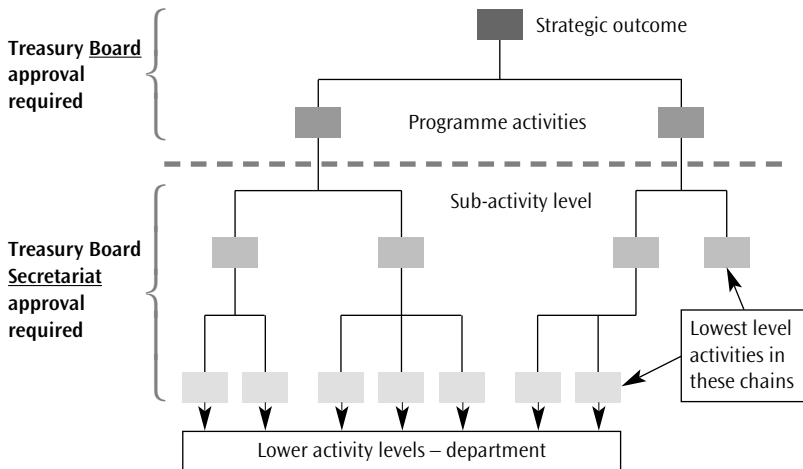 Strategic outcome
Treasury Board
approval
required
Programme activities
Sub-activity level
Treasury Board
Secretariat
approval
required
Lowest level
activities in
these chains
Lower activity levels – department